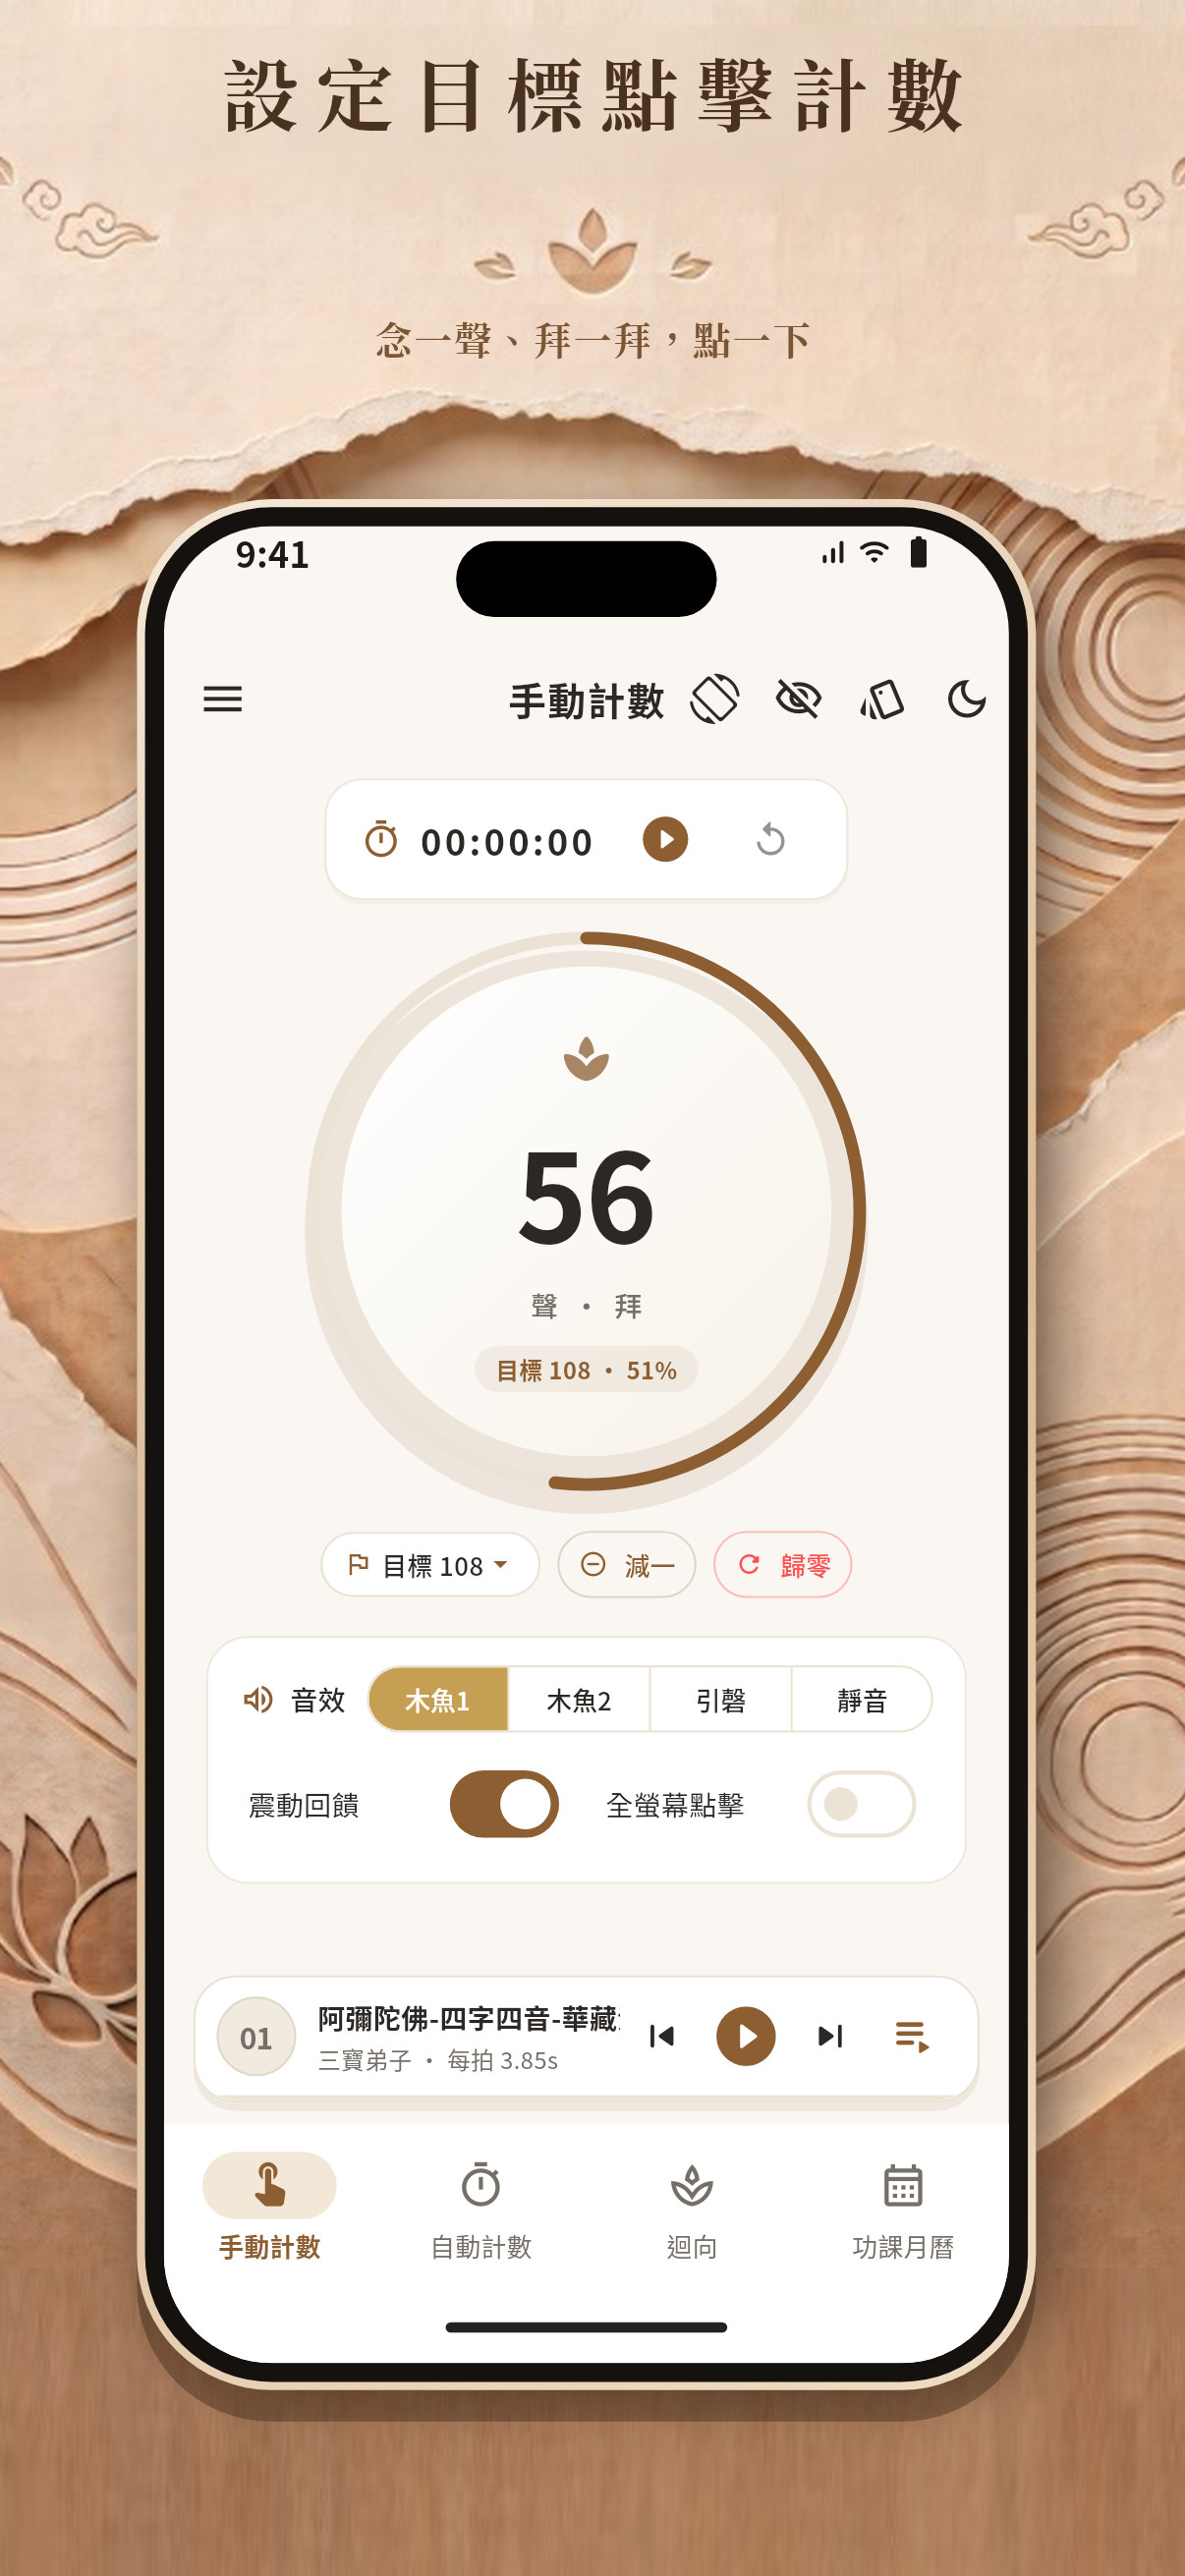 設定目標點擊計數
念一聲、拜一拜，點一下
9:41
手動計數
00:00:00
56
聲 · 拜
目標 108 · 51%
目標 108 減一 歸零
音效 木魚1 木魚2 引磬 靜音
震動回饋 全螢幕點擊
01 阿彌陀佛-四字四音-華藏
三寶弟子 · 每拍 3.85s
手動計數 自動計數 迴向 功課月曆